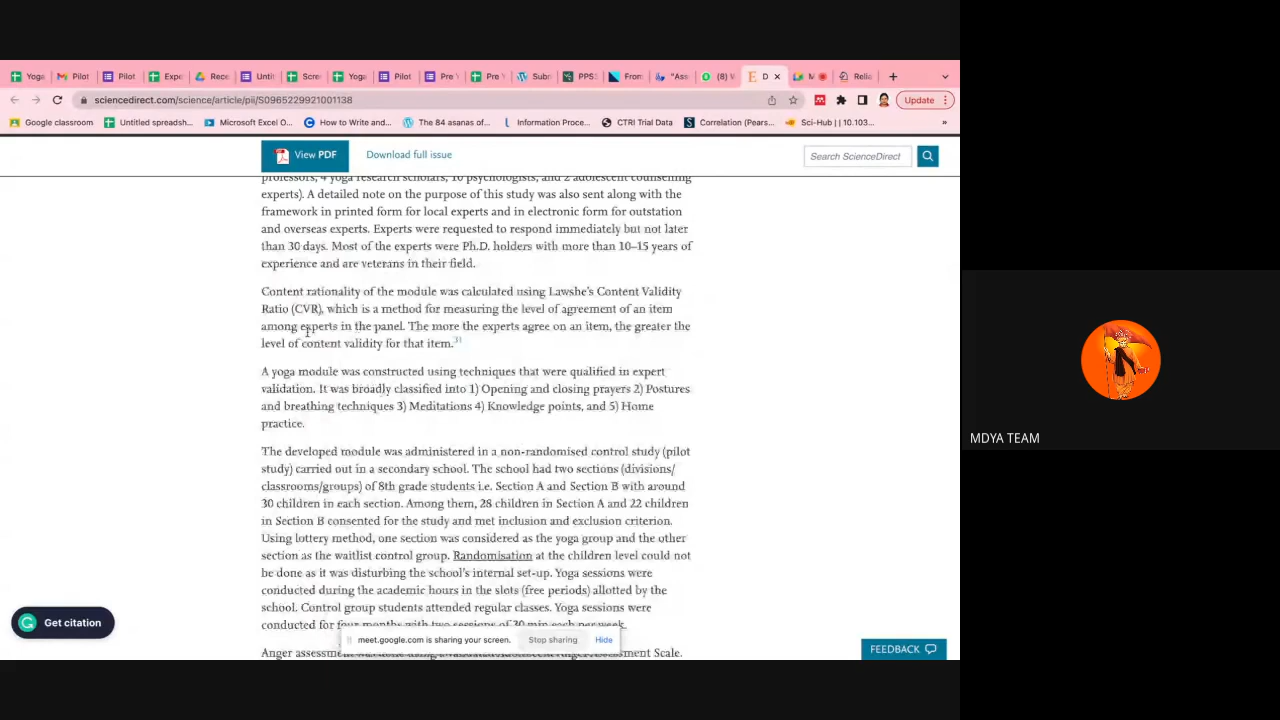 Yoga
Pilot
Pilot
Expe
Rece
Unti
Scre
Yoga
Pilot
Pre Y
Pre Y
Subm
PPS
Fron
"Ass
(8) W
D
M
Relia
sciencedirect.com/science/article/pii/S0965229921001138
Update
Google classroom
Untitled spreadsh...
Microsoft Excel O...
How to Write and...
The 84 asanas of...
Information Proce...
CTRI Trial Data
Correlation (Pears...
Sci-Hub | | 10.103...
View PDF
Download full issue
Search ScienceDirect
professors, 4 yoga research scholars, 10 psychologists, and 2 adolescent counselling
experts). A detailed note on the purpose of this study was also sent along with the
framework in printed form for local experts and in electronic form for outstation
and overseas experts. Experts were requested to respond immediately but not later
than 30 days. Most of the experts were Ph.D. holders with more than 10–15 years of
experience and are veterans in their field.
Content rationality of the module was calculated using Lawshe's Content Validity
Ratio (CVR), which is a method for measuring the level of agreement of an item
among experts in the panel. The more the experts agree on an item, the greater the
level of content validity for that item.
A yoga module was constructed using techniques that were qualified in expert
validation. It was broadly classified into 1) Opening and closing prayers 2) Postures
and breathing techniques 3) Meditations 4) Knowledge points, and 5) Home
practice.
The developed module was administered in a non-randomised control study (pilot
study) carried out in a secondary school. The school had two sections (divisions/
classrooms/groups) of 8th grade students i.e. Section A and Section B with around
30 children in each section. Among them, 28 children in Section A and 22 children
in Section B consented for the study and met inclusion and exclusion criterion.
Using lottery method, one section was considered as the yoga group and the other
section as the waitlist control group. Randomisation at the children level could not
be done as it was disturbing the school's internal set-up. Yoga sessions were
conducted during the academic hours in the slots (free periods) allotted by the
school. Control group students attended regular classes. Yoga sessions were
conducted for four months with two sessions of 30 min each per week.
meet.google.com is sharing your screen.
Stop sharing
Hide
Anger assessment was done using a Assessment Scale.
Get citation
FEEDBACK
MDYA TEAM